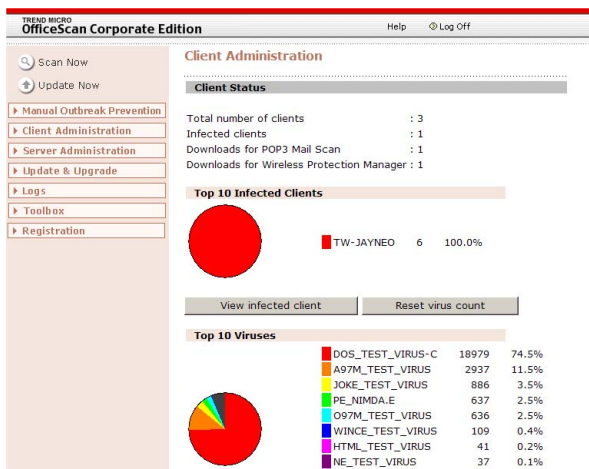 TREND MICRO
OfficeScan Corporate Edition
Help
Log Off
Scan Now
Update Now
Manual Outbreak Prevention
Client Administration
Server Administration
Update & Upgrade
Logs
Toolbox
Registration
Client Administration
Client Status
Total number of clients : 3
Infected clients : 1
Downloads for POP3 Mail Scan : 1
Downloads for Wireless Protection Manager : 1
Top 10 Infected Clients
TW-JAYNEO 6 100.0%
View infected client
Reset virus count
Top 10 Viruses
DOS_TEST_VIRUS-C 18979 74.5%
A97M_TEST_VIRUS 2937 11.5%
JOKE_TEST_VIRUS 886 3.5%
PE_NIMDA.E 637 2.5%
O97M_TEST_VIRUS 636 2.5%
WINCE_TEST_VIRUS 109 0.4%
HTML_TEST_VIRUS 41 0.2%
NE_TEST_VIRUS 37 0.1%